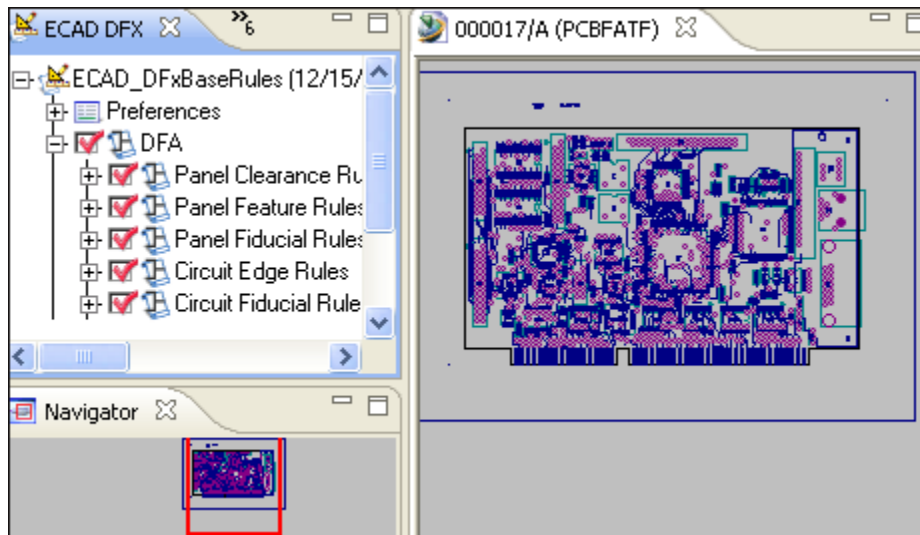 ECAD DFX
»6
000017/A (PCBFATF)
ECAD_DFxBaseRules (12/15/
Preferences
DFA
Panel Clearance Ru
Panel Feature Rules
Panel Fiducial Rules
Circuit Edge Rules
Circuit Fiducial Rule
Navigator